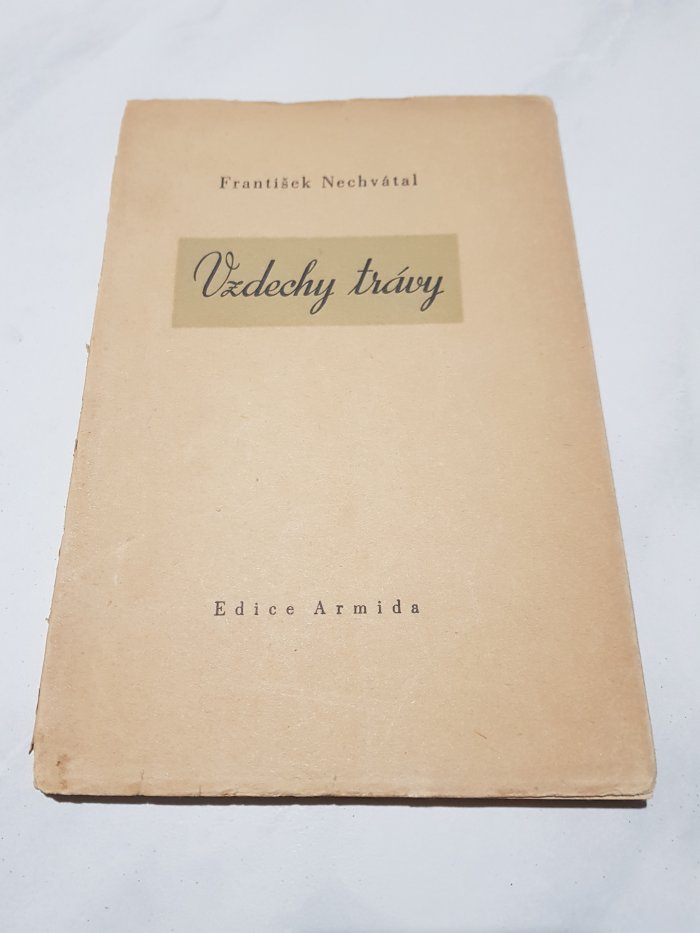 František Nechvátal
Vzdechy trávy
Edice Armida